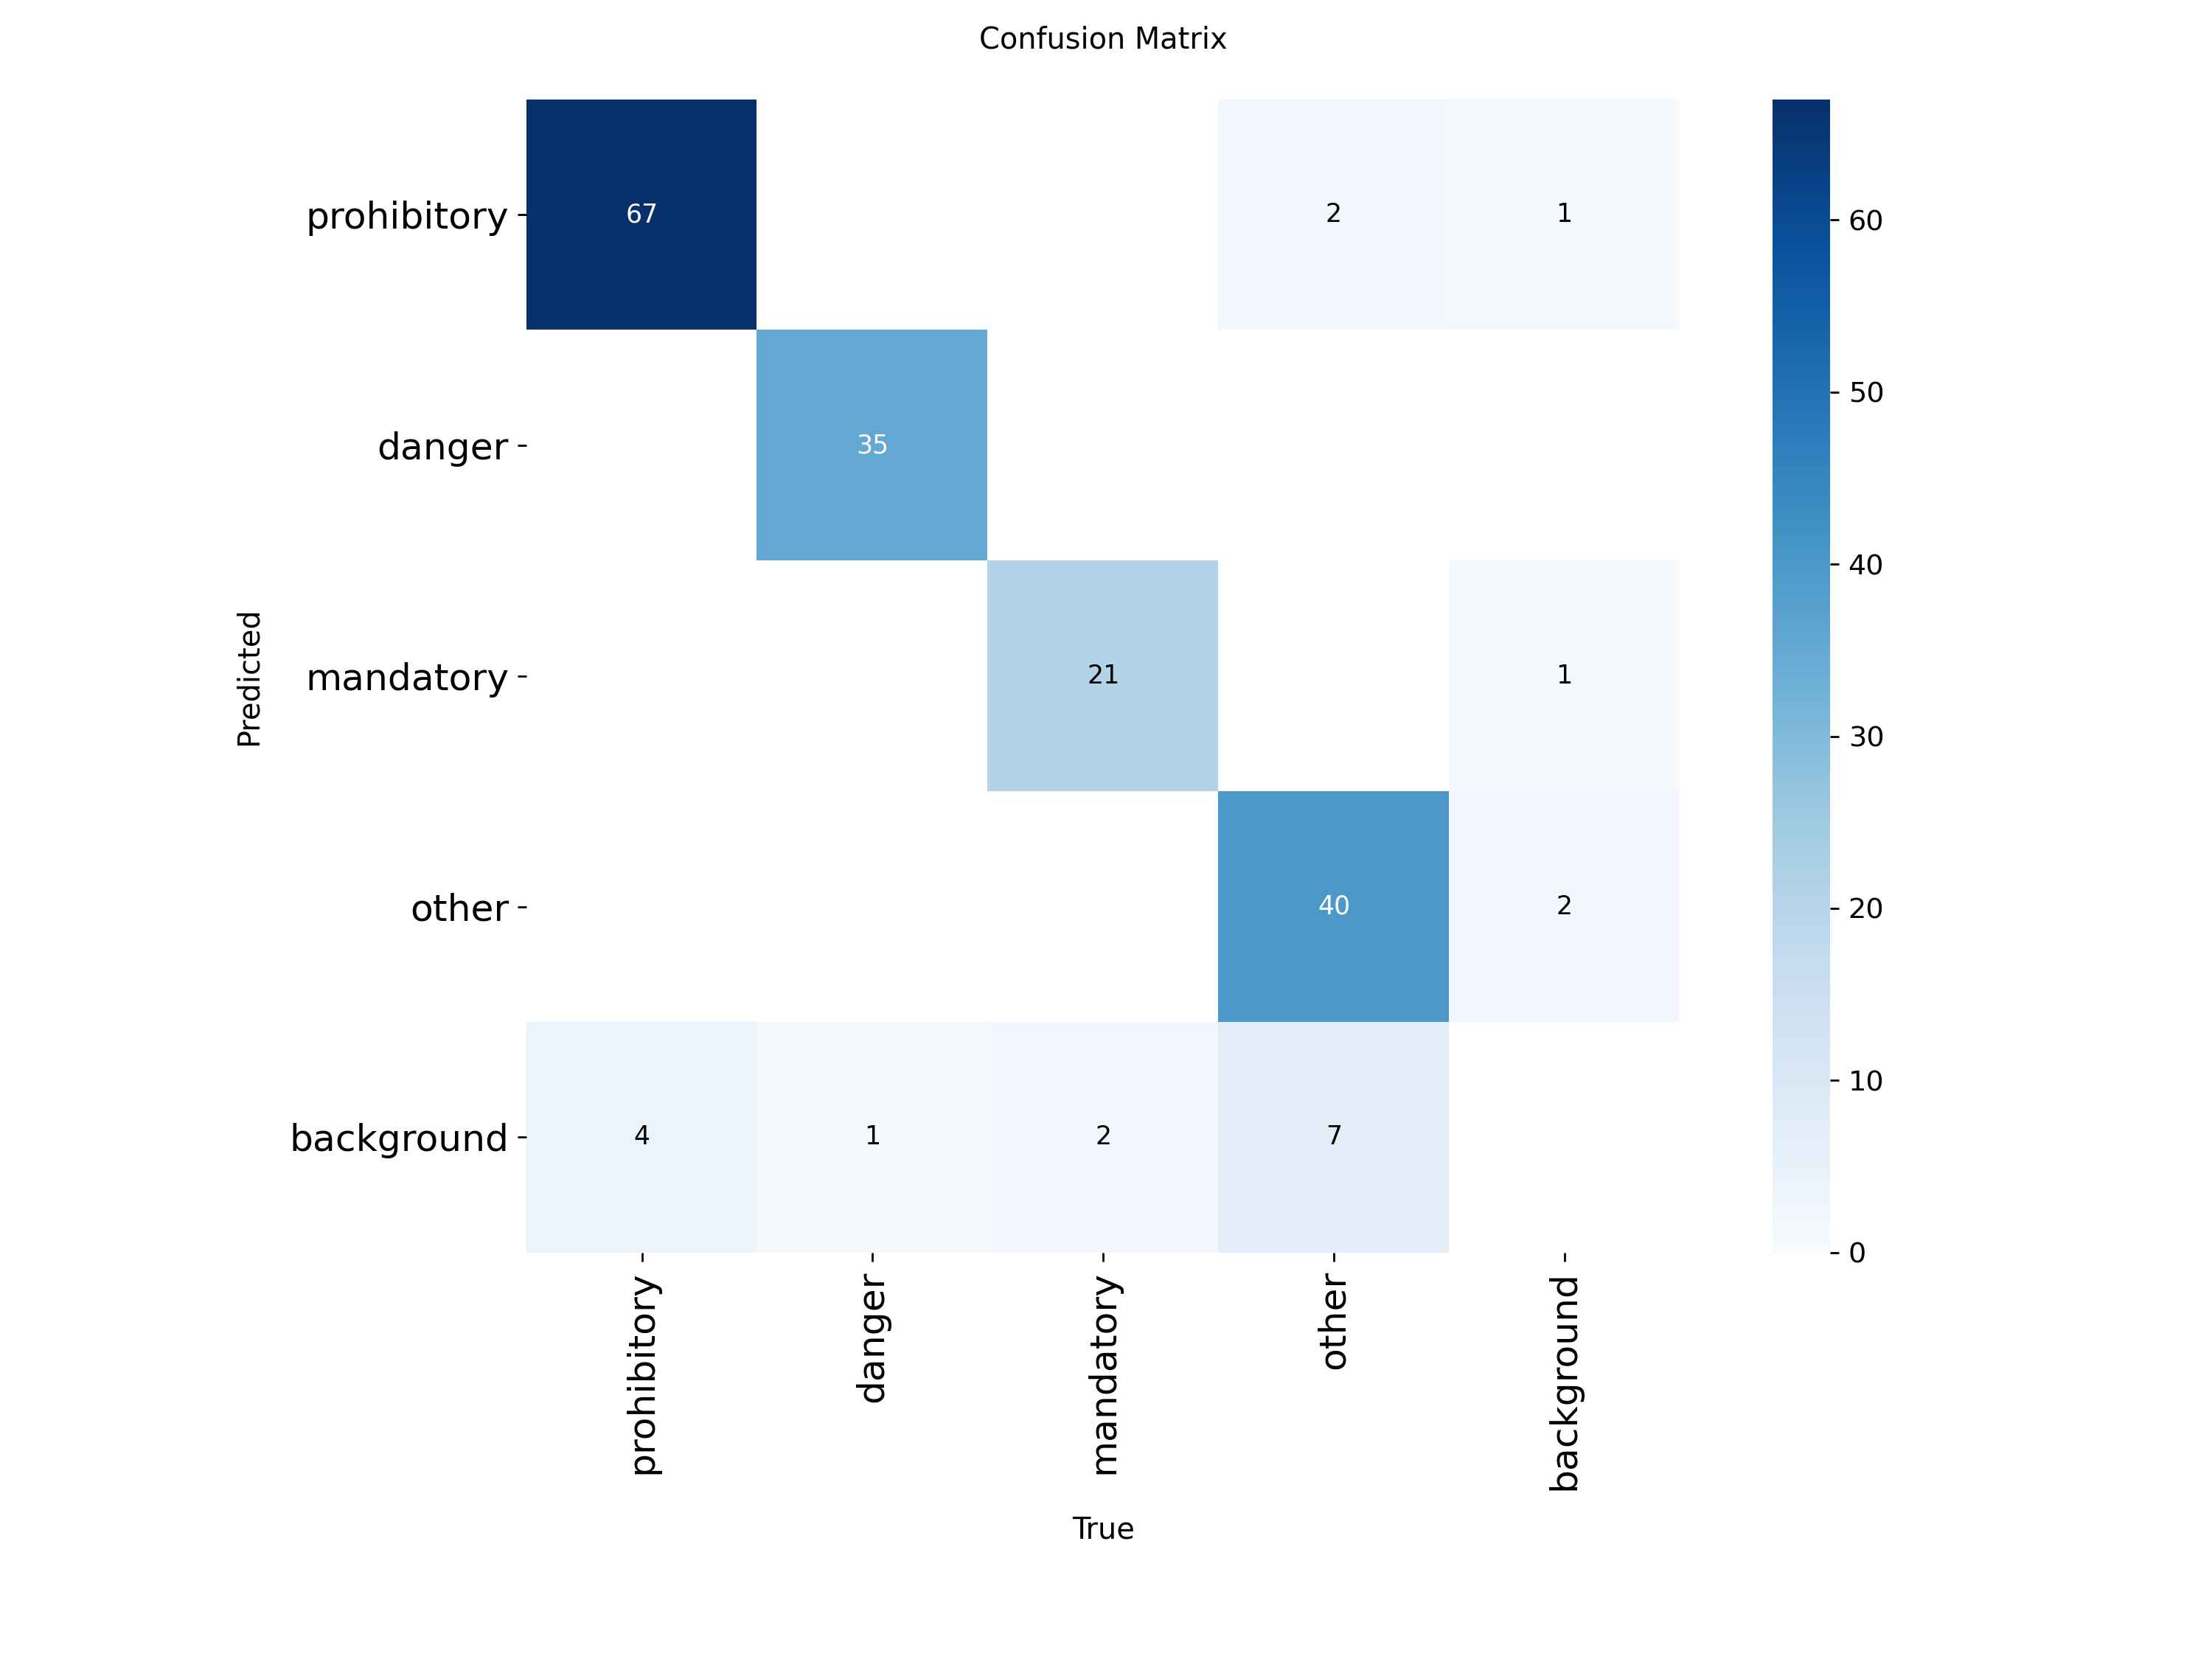 Confusion Matrix
prohibitory 67 2 1
danger 35
mandatory 21 1
other 40 2
background 4 1 2 7
Predicted
prohibitory danger mandatory other background
True
60
50
40
30
20
10
0